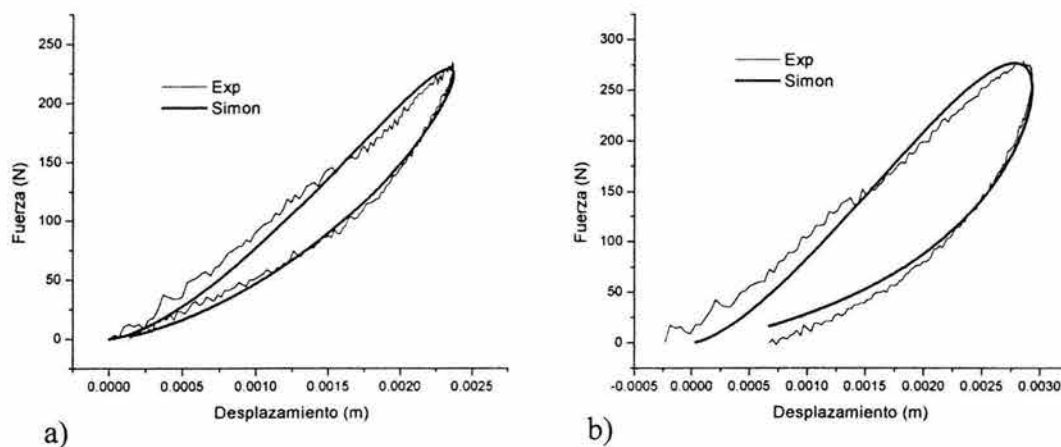 250
200
150
100
50
0
Fuerza (N)
Exp
Simon
0.0000 0.0005 0.0010 0.0015 0.0020 0.0025
Desplazamiento (m)
a)
300
250
200
150
100
50
0
Fuerza (N)
Exp
Simon
-0.0005 0.0000 0.0005 0.0010 0.0015 0.0020 0.0025 0.0030
Desplazamiento (m)
b)